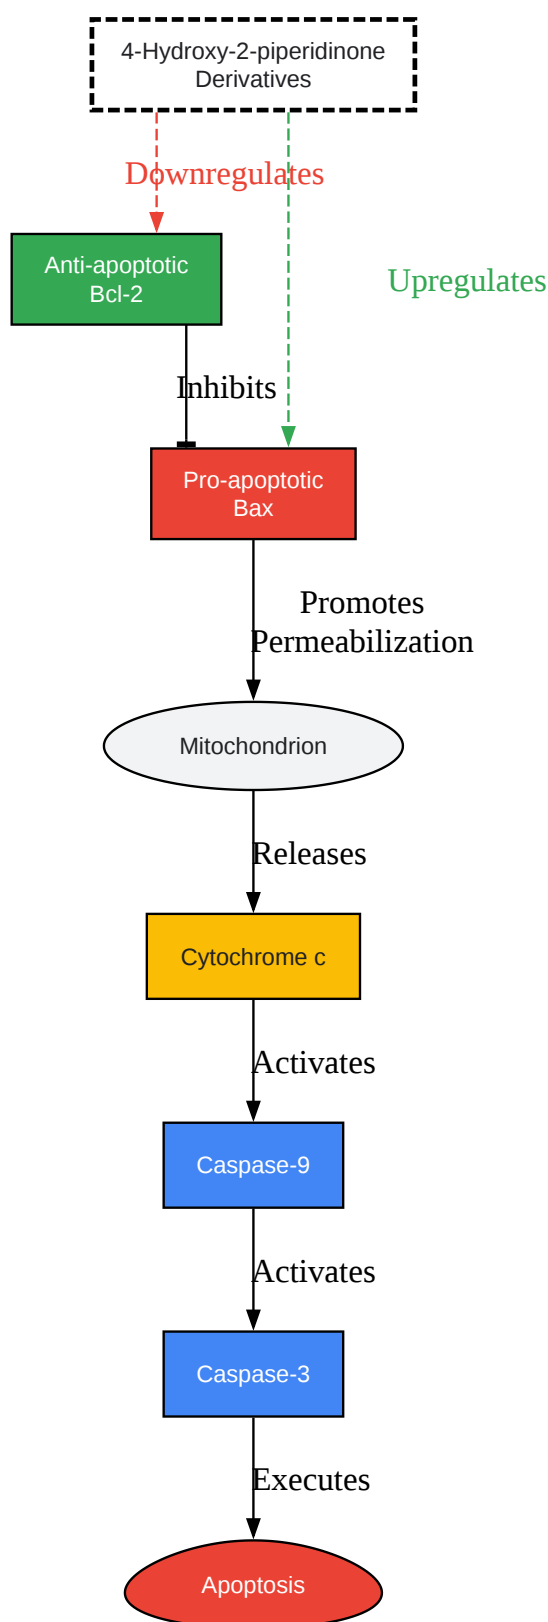 4-Hydroxy-2-piperidinone
Derivatives
Downregulates
Anti-apoptotic
Bcl-2
Upregulates
Inhibits
Pro-apoptotic
Bax
Promotes
Permeabilization
Mitochondrion
Releases
Cytochrome c
Activates
Caspase-9
Activates
Caspase-3
Executes
Apoptosis